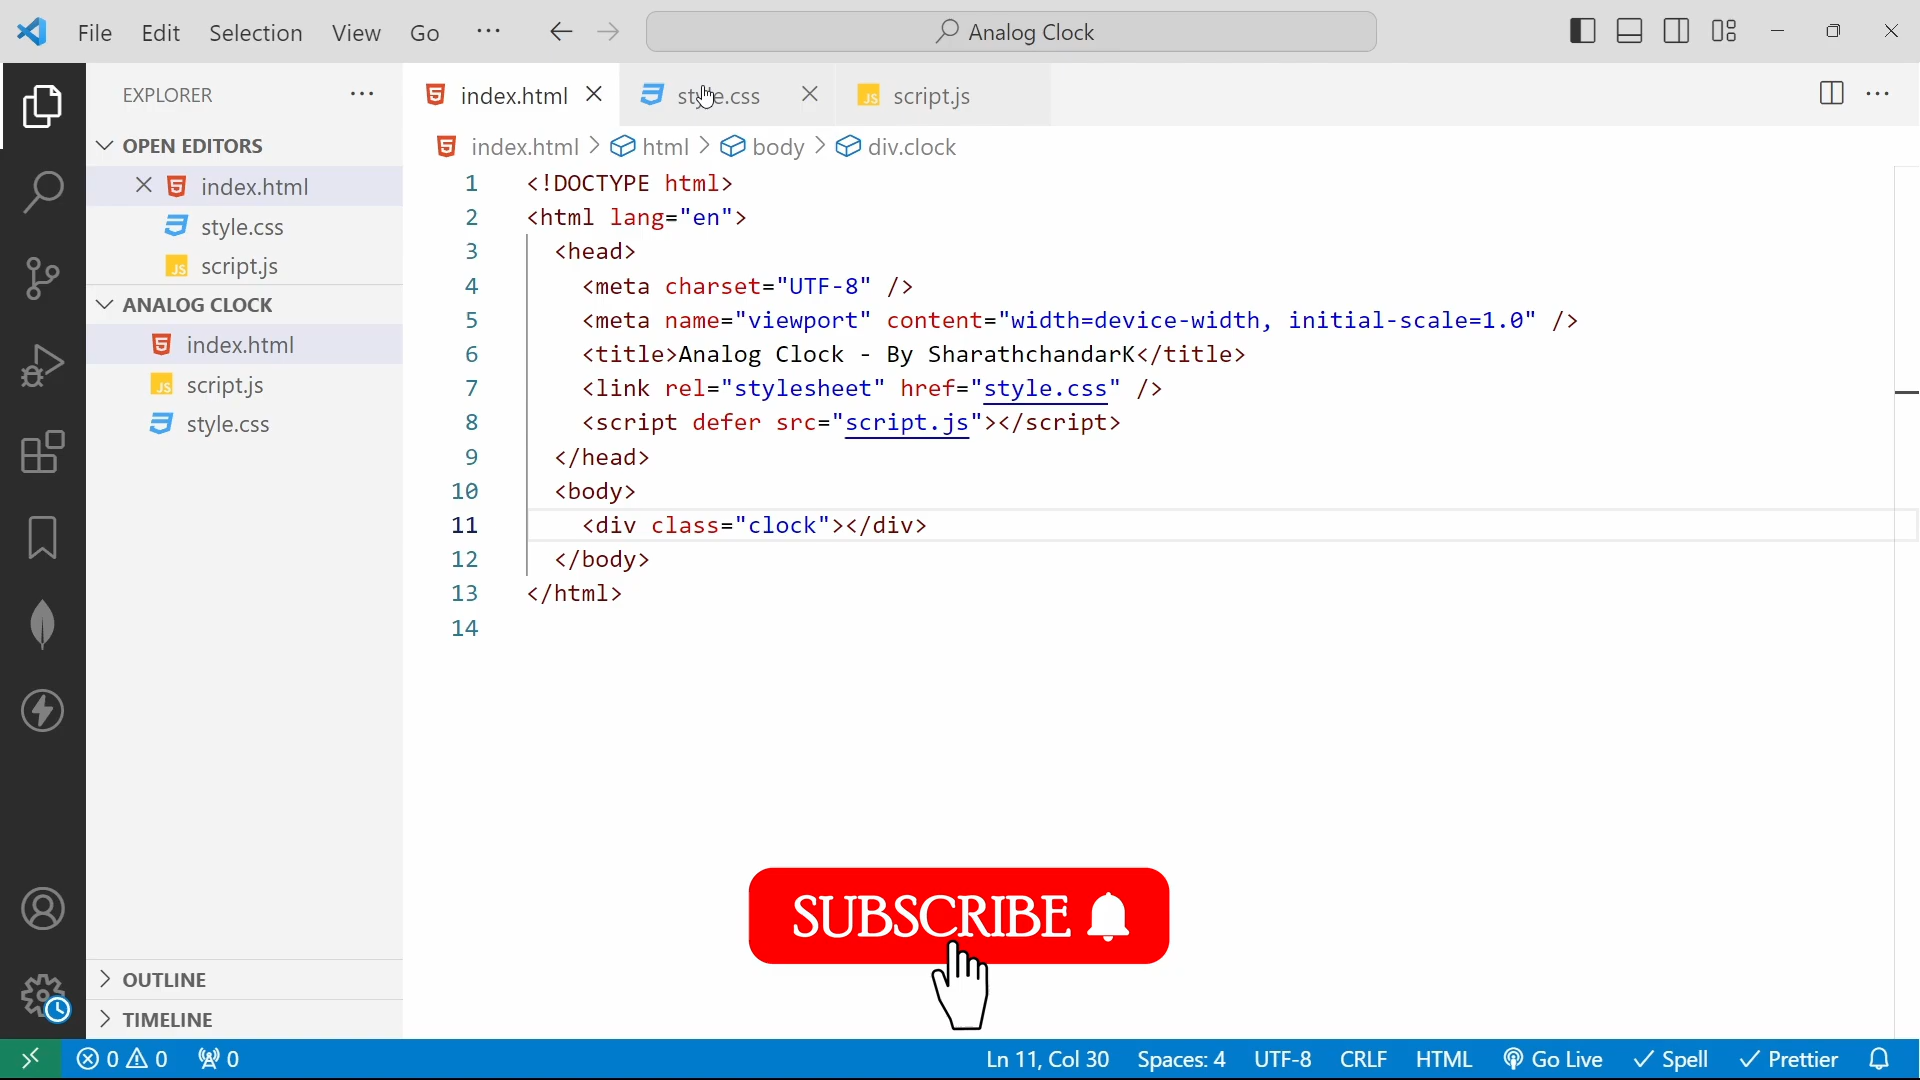 File Edit Selection View Go ··· Analog Clock
EXPLORER ···
index.html style.css script.js ···
OPEN EDITORS
index.html
style.css
script.js
ANALOG CLOCK
index.html
script.js
style.css
OUTLINE
TIMELINE
index.html > html > body > div.clock
1 <!DOCTYPE html>
2 <html lang="en">
3 <head>
4 <meta charset="UTF-8" />
5 <meta name="viewport" content="width=device-width, initial-scale=1.0" />
6 <title>Analog Clock - By SharathchandarK</title>
7 <link rel="stylesheet" href="style.css" />
8 <script defer src="script.js"></script>
9 </head>
10 <body>
11 <div class="clock"></div>
12 </body>
13 </html>
14
SUBSCRIBE
0 0 0 Ln 11, Col 30 Spaces: 4 UTF-8 CRLF HTML Go Live Spell Prettier